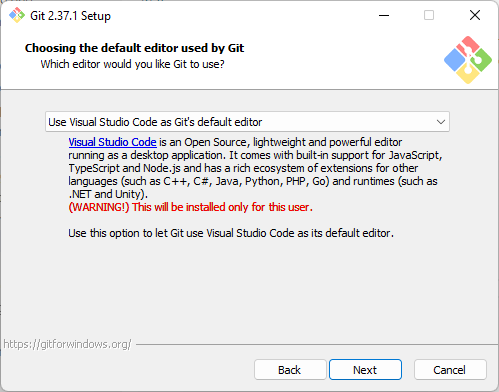 Git 2.37.1 Setup
Choosing the default editor used by Git
Which editor would you like Git to use?
Use Visual Studio Code as Git's default editor
Visual Studio Code is an Open Source, lightweight and powerful editor
running as a desktop application. It comes with built-in support for JavaScript,
TypeScript and Node.js and has a rich ecosystem of extensions for other
languages (such as C++, C#, Java, Python, PHP, Go) and runtimes (such as
.NET and Unity).
(WARNING!) This will be installed only for this user.
Use this option to let Git use Visual Studio Code as its default editor.
https://gitforwindows.org/
Back Next Cancel